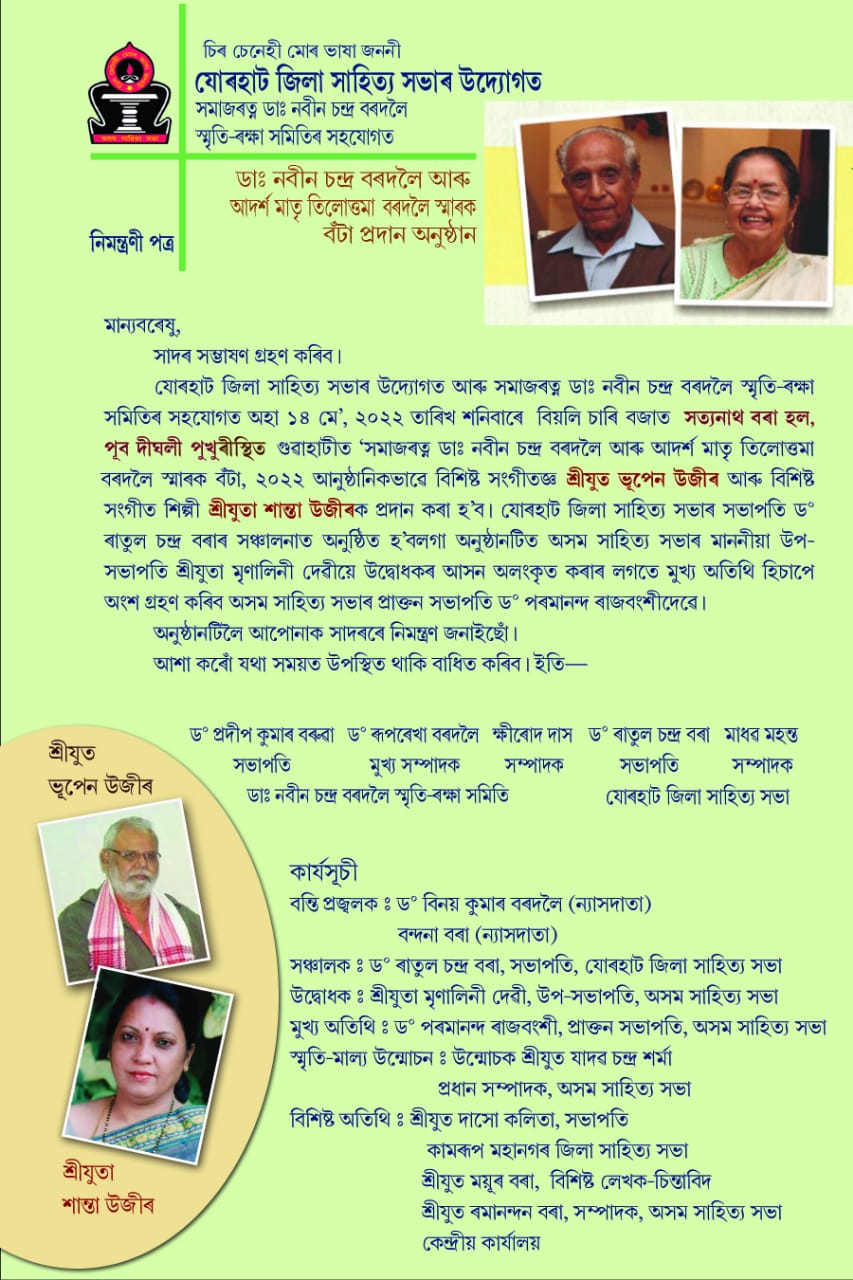 চিৰ চেনেহী মোৰ ভাষা জননী
যোৰহাট জিলা সাহিত্য সভাৰ উদ্যোগত
সমাজৰত্ন ডাঃ নবীন চন্দ্ৰ বৰদলৈ
স্মৃতি-ৰক্ষা সমিতিৰ সহযোগত
অসম সাহিত্য সভা
ডাঃ নবীন চন্দ্ৰ বৰদলৈ আৰু
আদৰ্শ মাতৃ তিলোত্তমা বৰদলৈ স্মাৰক
বঁটা প্ৰদান অনুষ্ঠান
নিমন্ত্ৰণী পত্ৰ
মান্যবৰেষু,
সাদৰ সম্ভাষণ গ্ৰহণ কৰিব।
যোৰহাট জিলা সাহিত্য সভাৰ উদ্যোগত আৰু সমাজৰত্ন ডাঃ নবীন চন্দ্ৰ বৰদলৈ স্মৃতি-ৰক্ষা
সমিতিৰ সহযোগত অহা ১৪ মে’, ২০২২ তাৰিখ শনিবাৰে বিয়লি চাৰি বজাত সত্যনাথ বৰা হল,
পূব দীঘলী পুখুৰীস্থিত গুৱাহাটীত ‘সমাজৰত্ন ডাঃ নবীন চন্দ্ৰ বৰদলৈ আৰু আদৰ্শ মাতৃ তিলোত্তমা
বৰদলৈ স্মাৰক বঁটা, ২০২২ আনুষ্ঠানিকভাৱে বিশিষ্ট সংগীতজ্ঞ শ্ৰীযুত ভূপেন উজীৰ আৰু বিশিষ্ট
সংগীত শিল্পী শ্ৰীযুতা শান্তা উজীৰক প্ৰদান কৰা হ’ব। যোৰহাট জিলা সাহিত্য সভাৰ সভাপতি ড°
ৰাতুল চন্দ্ৰ বৰাৰ সঞ্চালনাত অনুষ্ঠিত হ’বলগা অনুষ্ঠানটিত অসম সাহিত্য সভাৰ মাননীয়া উপ-
সভাপতি শ্ৰীযুতা মৃণালিনী দেৱীয়ে উদ্বোধকৰ আসন অলংকৃত কৰাৰ লগতে মুখ্য অতিথি হিচাপে
অংশ গ্ৰহণ কৰিব অসম সাহিত্য সভাৰ প্ৰাক্তন সভাপতি ড° পৰমানন্দ ৰাজবংশীদেৱে।
অনুষ্ঠানটিলৈ আপোনাক সাদৰৰে নিমন্ত্ৰণ জনাইছোঁ।
আশা কৰোঁ যথা সময়ত উপস্থিত থাকি বাধিত কৰিব। ইতি—
ড° প্ৰদীপ কুমাৰ বৰুৱা ড° ৰূপৰেখা বৰদলৈ ক্ষীৰোদ দাস ড° ৰাতুল চন্দ্ৰ বৰা মাধৱ মহন্ত
সভাপতি মুখ্য সম্পাদক সম্পাদক সভাপতি সম্পাদক
ডাঃ নবীন চন্দ্ৰ বৰদলৈ স্মৃতি-ৰক্ষা সমিতি যোৰহাট জিলা সাহিত্য সভা
শ্ৰীযুত
ভূপেন উজীৰ
শ্ৰীযুতা
শান্তা উজীৰ
কাৰ্যসূচী
বন্তি প্ৰজ্বলক ঃ ড° বিনয় কুমাৰ বৰদলৈ (ন্যাসদাতা)
বন্দনা বৰা (ন্যাসদাতা)
সঞ্চালক ঃ ড° ৰাতুল চন্দ্ৰ বৰা, সভাপতি, যোৰহাট জিলা সাহিত্য সভা
উদ্বোধক ঃ শ্ৰীযুতা মৃণালিনী দেৱী, উপ-সভাপতি, অসম সাহিত্য সভা
মুখ্য অতিথি ঃ ড° পৰমানন্দ ৰাজবংশী, প্ৰাক্তন সভাপতি, অসম সাহিত্য সভা
স্মৃতি-মাল্য উন্মোচন ঃ উন্মোচক শ্ৰীযুত যাদৱ চন্দ্ৰ শৰ্মা
প্ৰধান সম্পাদক, অসম সাহিত্য সভা
বিশিষ্ট অতিথি ঃ শ্ৰীযুত দাসো কলিতা, সভাপতি
কামৰূপ মহানগৰ জিলা সাহিত্য সভা
শ্ৰীযুত ময়ূৰ বৰা, বিশিষ্ট লেখক-চিন্তাবিদ
শ্ৰীযুত ৰমানন্দন বৰা, সম্পাদক, অসম সাহিত্য সভা
কেন্দ্ৰীয় কাৰ্যালয়